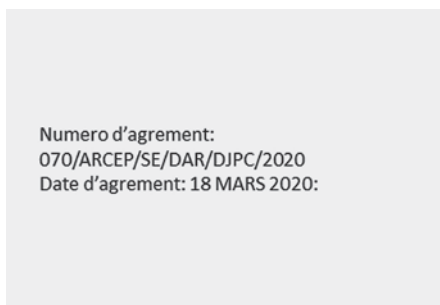 Numero d’agrement:
070/ARCEP/SE/DAR/DJPC/2020
Date d’agrement: 18 MARS 2020: